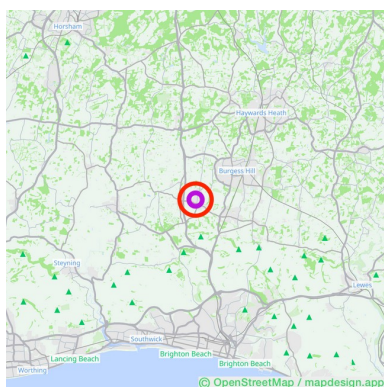 Horsham
Haywards Heath
Burgess Hill
Steyning
Lewes
Southwick
Lancing Beach
Brighton Beach
Brighton Beach
Worthing
© OpenStreetMap / mapdesign.app